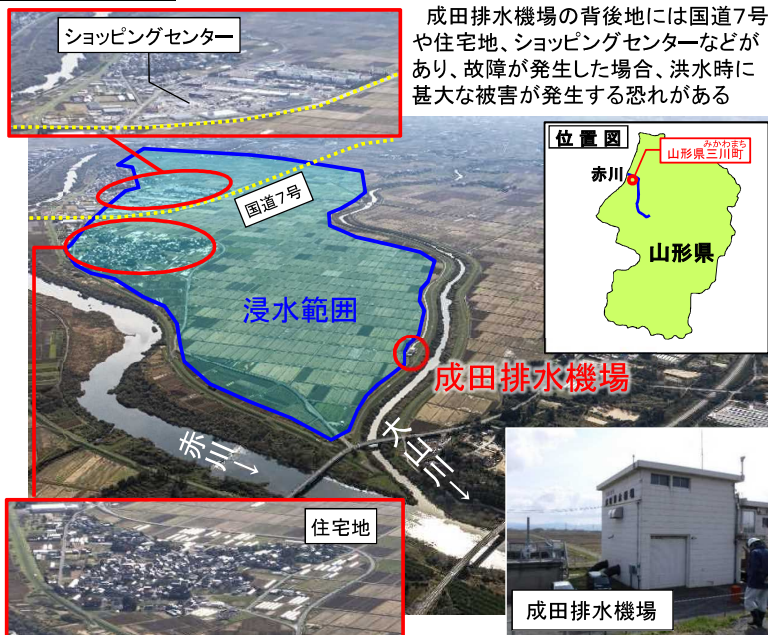 ショッピングセンター
成田排水機場の背後地には国道7号
や住宅地、ショッピングセンターなどが
あり、故障が発生した場合、洪水時に
甚大な被害が発生する恐れがある
位置図
みかわまち
山形県三川町
赤川
山形県
国道7号
浸水範囲
成田排水機場
赤川→
大山川→
住宅地
成田排水機場